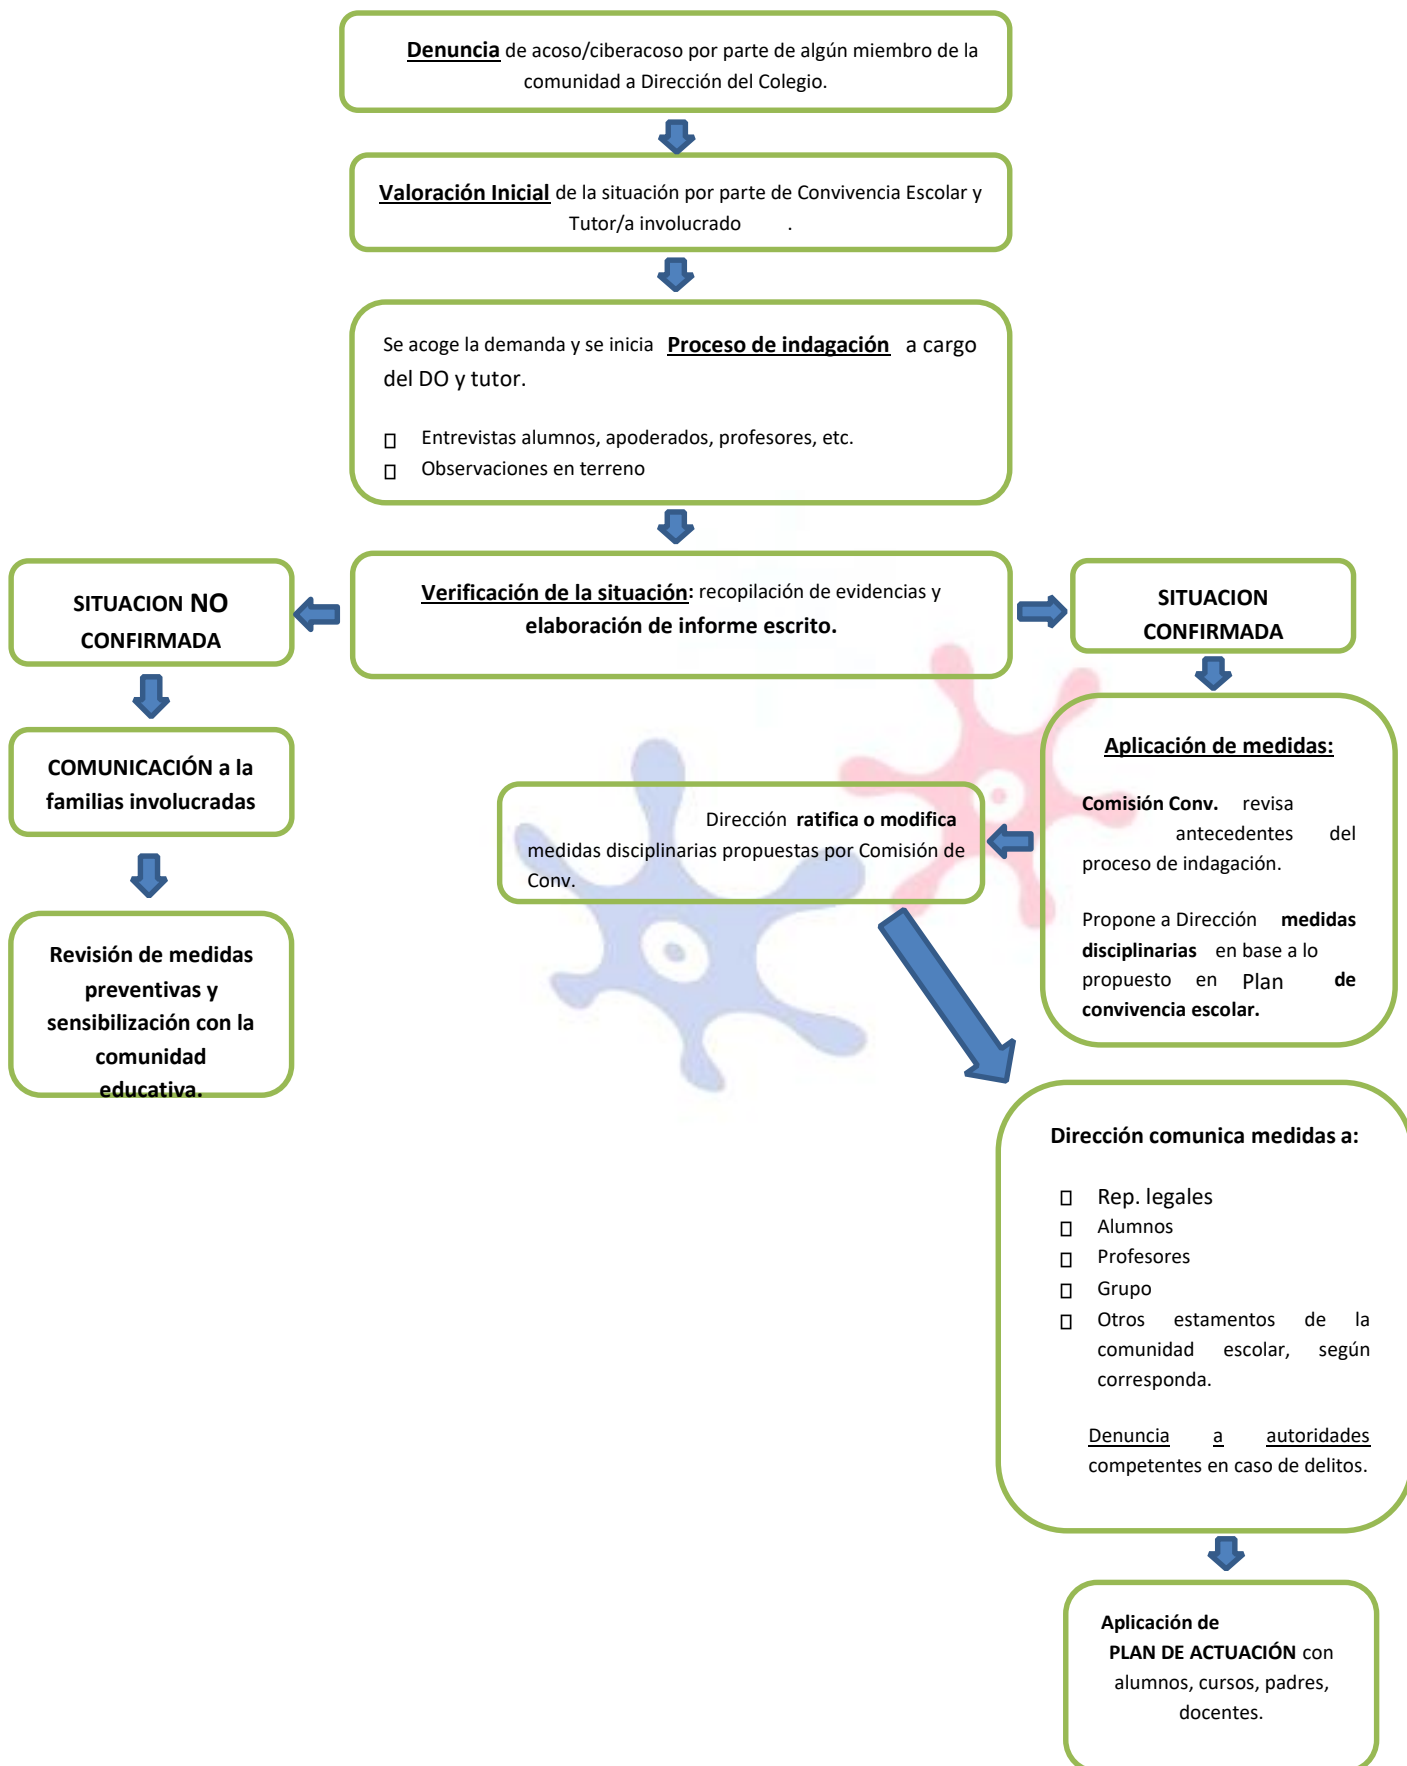 Denuncia de acoso/ciberacoso por parte de algún miembro de la
comunidad a Dirección del Colegio.
Valoración Inicial de la situación por parte de Convivencia Escolar y
Tutor/a involucrado .
Se acoge la demanda y se inicia Proceso de indagación a cargo
del DO y tutor.
Entrevistas alumnos, apoderados, profesores, etc.
Observaciones en terreno
Verificación de la situación: recopilación de evidencias y
elaboración de informe escrito.
SITUACION NO
CONFIRMADA
COMUNICACIÓN a la
familias involucradas
Revisión de medidas
preventivas y
sensibilización con la
comunidad
educativa.
SITUACION
CONFIRMADA
Aplicación de medidas:
Comisión Conv. revisa
antecedentes del
proceso de indagación.
Propone a Dirección medidas
disciplinarias en base a lo
propuesto en Plan de
convivencia escolar.
Dirección ratifica o modifica
medidas disciplinarias propuestas por Comisión de
Conv.
Dirección comunica medidas a:
Rep. legales
Alumnos
Profesores
Grupo
Otros estamentos de la
comunidad escolar, según
corresponda.
Denuncia a autoridades
competentes en caso de delitos.
Aplicación de
PLAN DE ACTUACIÓN con
alumnos, cursos, padres,
docentes.